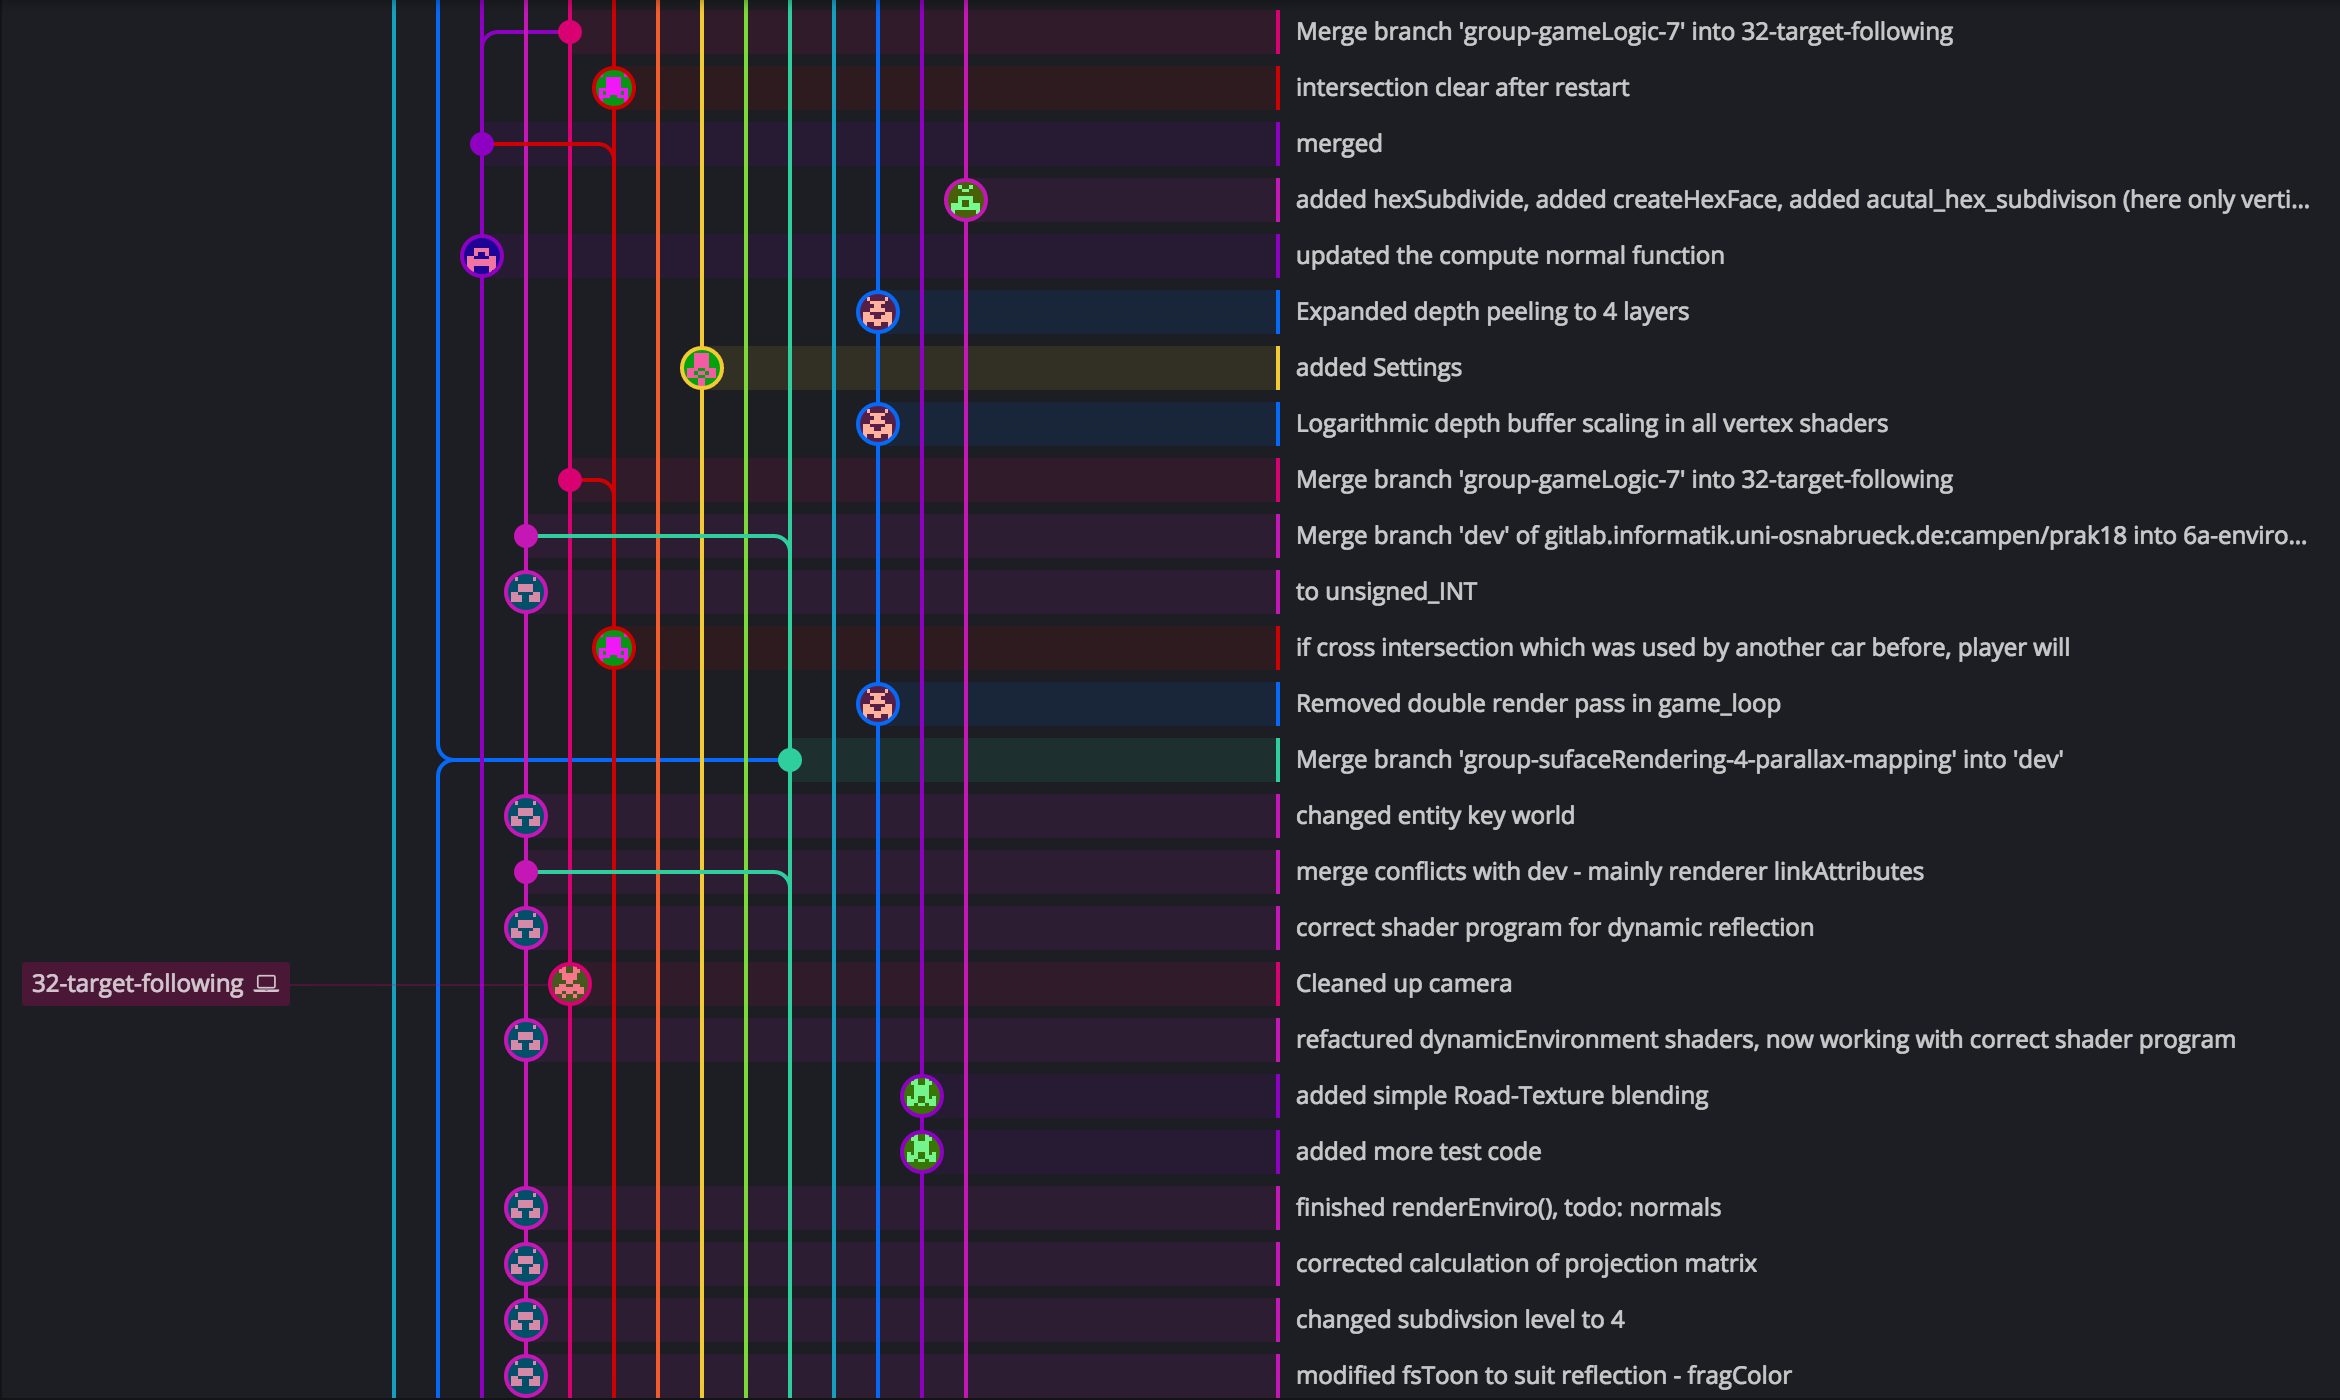 Merge branch 'group-gameLogic-7' into 32-target-following
intersection clear after restart
merged
added hexSubdivide, added createHexFace, added acutal_hex_subdivison (here only verti...
updated the compute normal function
Expanded depth peeling to 4 layers
added Settings
Logarithmic depth buffer scaling in all vertex shaders
Merge branch 'group-gameLogic-7' into 32-target-following
Merge branch 'dev' of gitlab.informatik.uni-osnabrueck.de:campen/prak18 into 6a-enviro...
to unsigned_INT
if cross intersection which was used by another car before, player will
Removed double render pass in game_loop
Merge branch 'group-sufaceRendering-4-parallax-mapping' into 'dev'
changed entity key world
merge conflicts with dev - mainly renderer linkAttributes
correct shader program for dynamic reflection
32-target-following
Cleaned up camera
refactured dynamicEnvironment shaders, now working with correct shader program
added simple Road-Texture blending
added more test code
finished renderEnviro(), todo: normals
corrected calculation of projection matrix
changed subdivsion level to 4
modified fsToon to suit reflection - fragColor